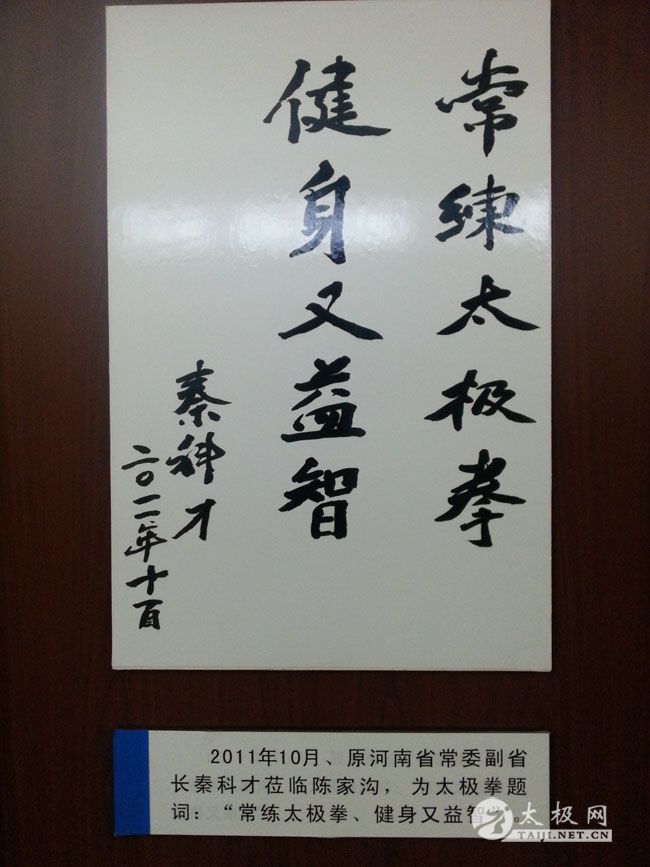 常練太极拳
健身又益智
秦科才
二〇一一年十
2011年10月、原河南省常委副省
长秦科才莅临陈家沟，为太极拳题
词：“常练太极拳、健身又益智”。
太极网
TAIJI.NET.CN